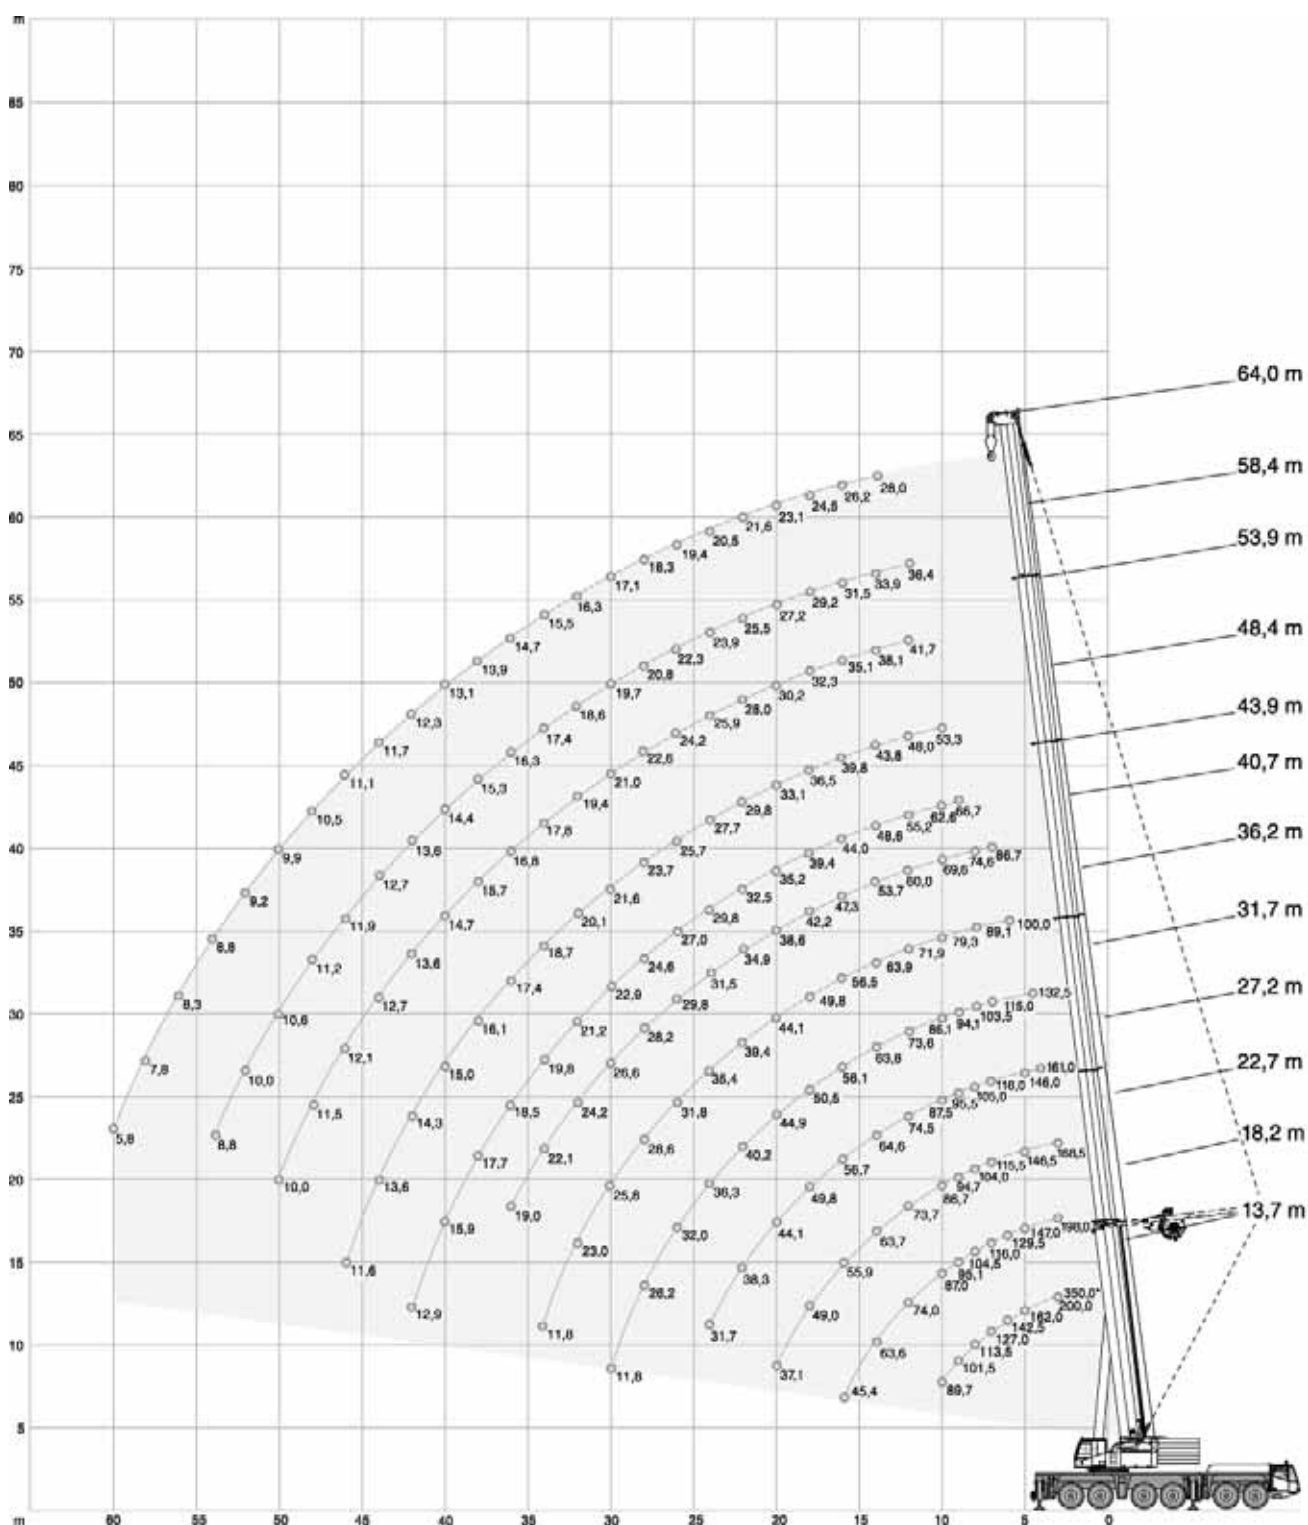 m
85
80
75
70
65
60
55
50
45
40
35
30
25
20
15
10
5
m 60 55 50 45 40 35 30 25 20 15 10 5 0
64,0 m
58,4 m
53,9 m
48,4 m
43,9 m
40,7 m
36,2 m
31,7 m
27,2 m
22,7 m
18,2 m
13,7 m
5,8 7,8 8,3 8,8 9,2 9,9 10,5 11,1 11,7 12,3 13,1 13,9 14,7 15,5 16,3 17,1 18,3 19,4 20,5 21,6 23,1 24,5 26,2 28,0
8,8 10,0 10,6 11,2 11,9 12,7 13,6 14,4 15,3 16,3 17,4 18,6 19,7 20,8 22,3 23,9 25,5 27,2 29,2 31,5 33,9 36,4
10,0 11,5 12,1 12,7 13,6 14,7 15,7 16,8 17,8 19,4 21,0 22,6 24,2 25,9 28,0 30,2 32,3 35,1 38,1 41,7
11,6 13,6 14,3 15,0 16,1 17,4 18,7 20,1 21,6 23,7 25,7 27,7 29,8 33,1 36,5 39,8 43,8 48,0 53,3
12,9 15,9 17,7 18,5 19,8 21,2 22,9 24,6 27,0 29,8 32,5 35,2 39,4 44,0 48,6 55,2 62,6 66,7
19,0 22,1 24,2 26,6 28,2 29,8 31,5 34,9 38,6 42,2 47,3 53,7 60,0 69,6 74,6 86,7
11,8 23,0 25,8 28,6 31,8 35,4 39,4 44,1 49,8 56,5 63,9 71,9 79,3 89,1 100,0
11,8 26,2 32,0 36,3 40,2 44,9 50,5 56,1 63,8 73,6 86,1 94,1 103,5 115,0 132,5
31,7 38,3 44,1 49,8 56,7 64,6 74,5 87,5 95,5 105,0 116,0 146,0 161,0
37,1 49,0 55,9 63,7 73,7 86,7 94,7 104,0 115,5 146,5 168,5
45,4 63,6 74,0 87,0 95,1 104,5 116,0 129,5 147,0 198,0
89,7 101,5 113,5 127,0 142,5 162,0 200,0 350,0*